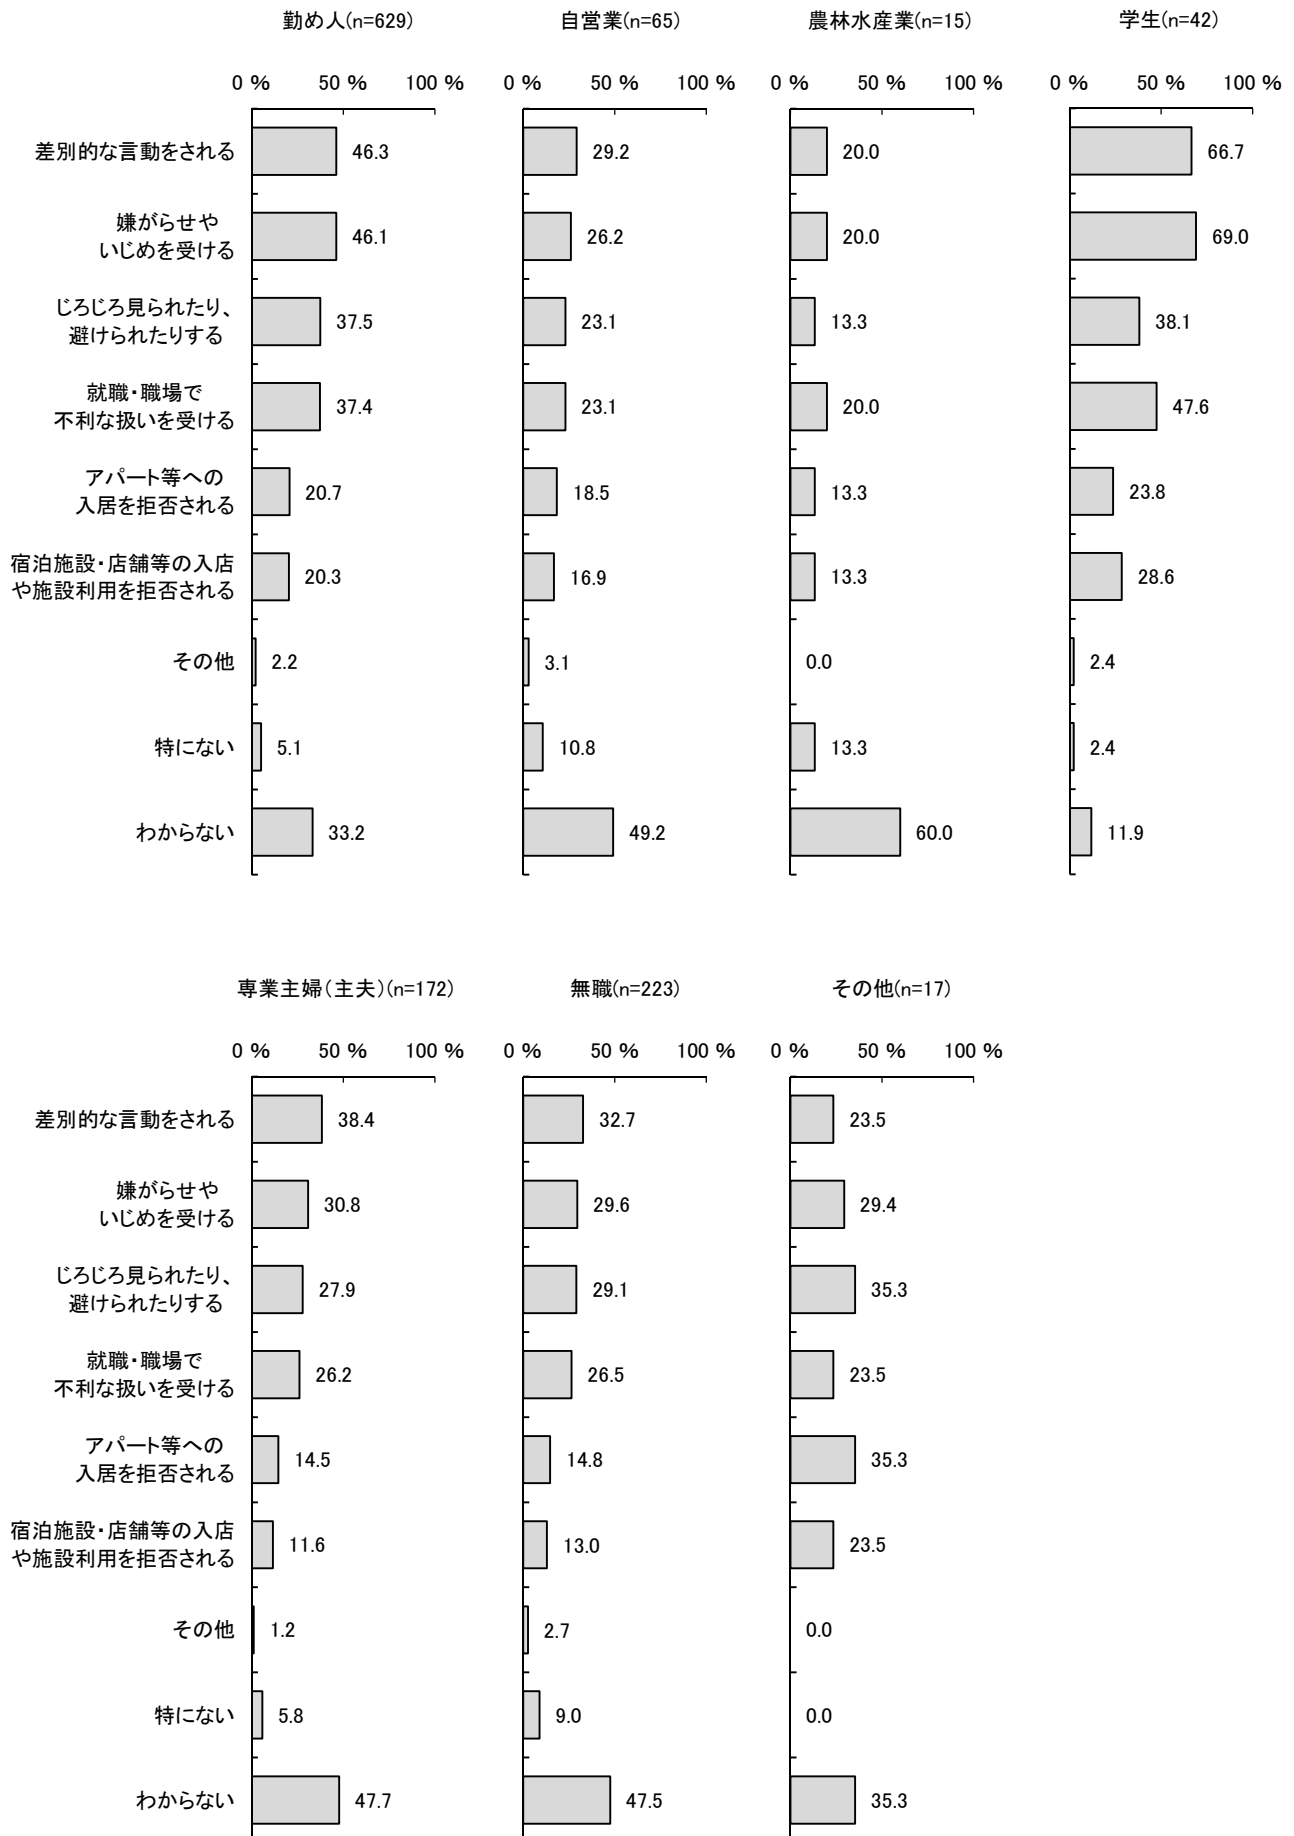 勤め人(n=629) 自営業(n=65) 農林水産業(n=15) 学生(n=42)
0 % 50 % 100 % 0 % 50 % 100 % 0 % 50 % 100 % 0 % 50 % 100 %
差別的な言動をされる 46.3 29.2 20.0 66.7
嫌がらせや
いじめを受ける 46.1 26.2 20.0 69.0
じろじろ見られたり、
避けられたりする 37.5 23.1 13.3 38.1
就職・職場で
不利な扱いを受ける 37.4 23.1 20.0 47.6
アパート等への
入居を拒否される 20.7 18.5 13.3 23.8
宿泊施設・店舗等の入店
や施設利用を拒否される 20.3 16.9 13.3 28.6
その他 2.2 3.1 0.0 2.4
特にない 5.1 10.8 13.3 2.4
わからない 33.2 49.2 60.0 11.9
専業主婦(主夫)(n=172) 無職(n=223) その他(n=17)
0 % 50 % 100 % 0 % 50 % 100 % 0 % 50 % 100 %
差別的な言動をされる 38.4 32.7 23.5
嫌がらせや
いじめを受ける 30.8 29.6 29.4
じろじろ見られたり、
避けられたりする 27.9 29.1 35.3
就職・職場で
不利な扱いを受ける 26.2 26.5 23.5
アパート等への
入居を拒否される 14.5 14.8 35.3
宿泊施設・店舗等の入店
や施設利用を拒否される 11.6 13.0 23.5
その他 1.2 2.7 0.0
特にない 5.8 9.0 0.0
わからない 47.7 47.5 35.3